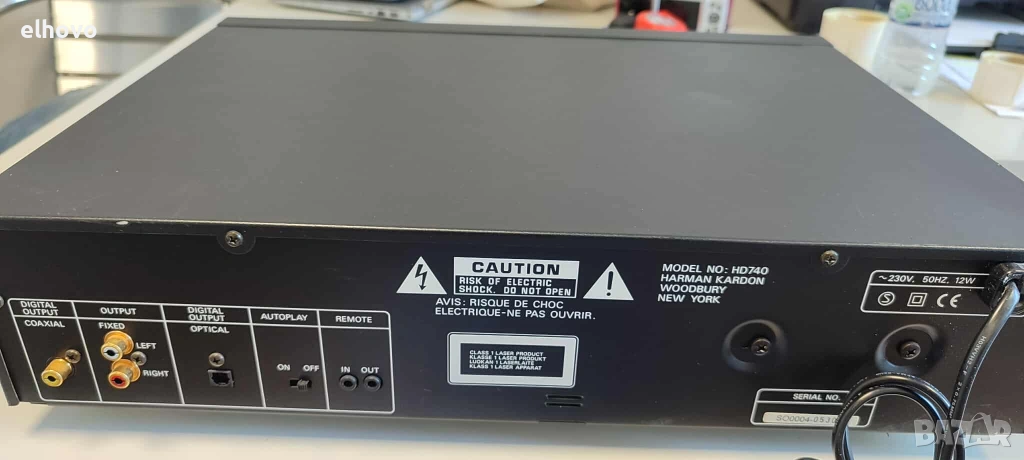 elhovo
CAUTION
RISK OF ELECTRIC
SHOCK. DO NOT OPEN
AVIS: RISQUE DE CHOC
ELECTRIQUE-NE PAS OUVRIR.
MODEL NO: HD740
HARMAN KARDON
WOODBURY
NEW YORK
~230V. 50HZ. 12W
S CE
DIGITAL
OUTPUT
COAXIAL
OUTPUT
FIXED
LEFT
RIGHT
DIGITAL
OUTPUT
OPTICAL
AUTOPLAY
ON OFF
REMOTE
IN OUT
CLASS 1 LASER PRODUCT
KLASSE 1 LASER PRODUKT
LUOKAN 1 LASERLAITE
KLASS 1 LASER APPARAT
SERIAL NO.
BAZAR